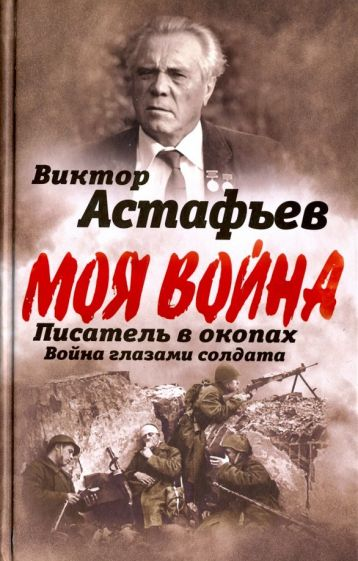 Виктор
Астафьев
МОЯ ВОЙНА
Писатель в окопах
Война глазами солдата